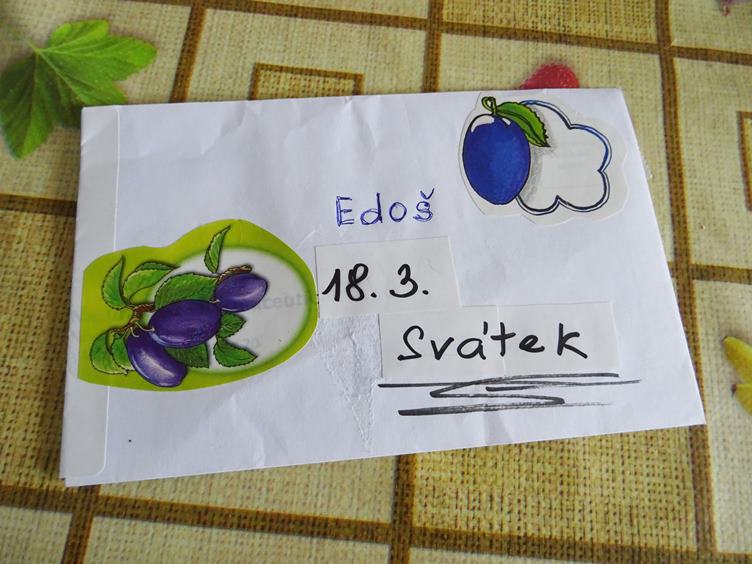 Edoš
18. 3.
Svátek